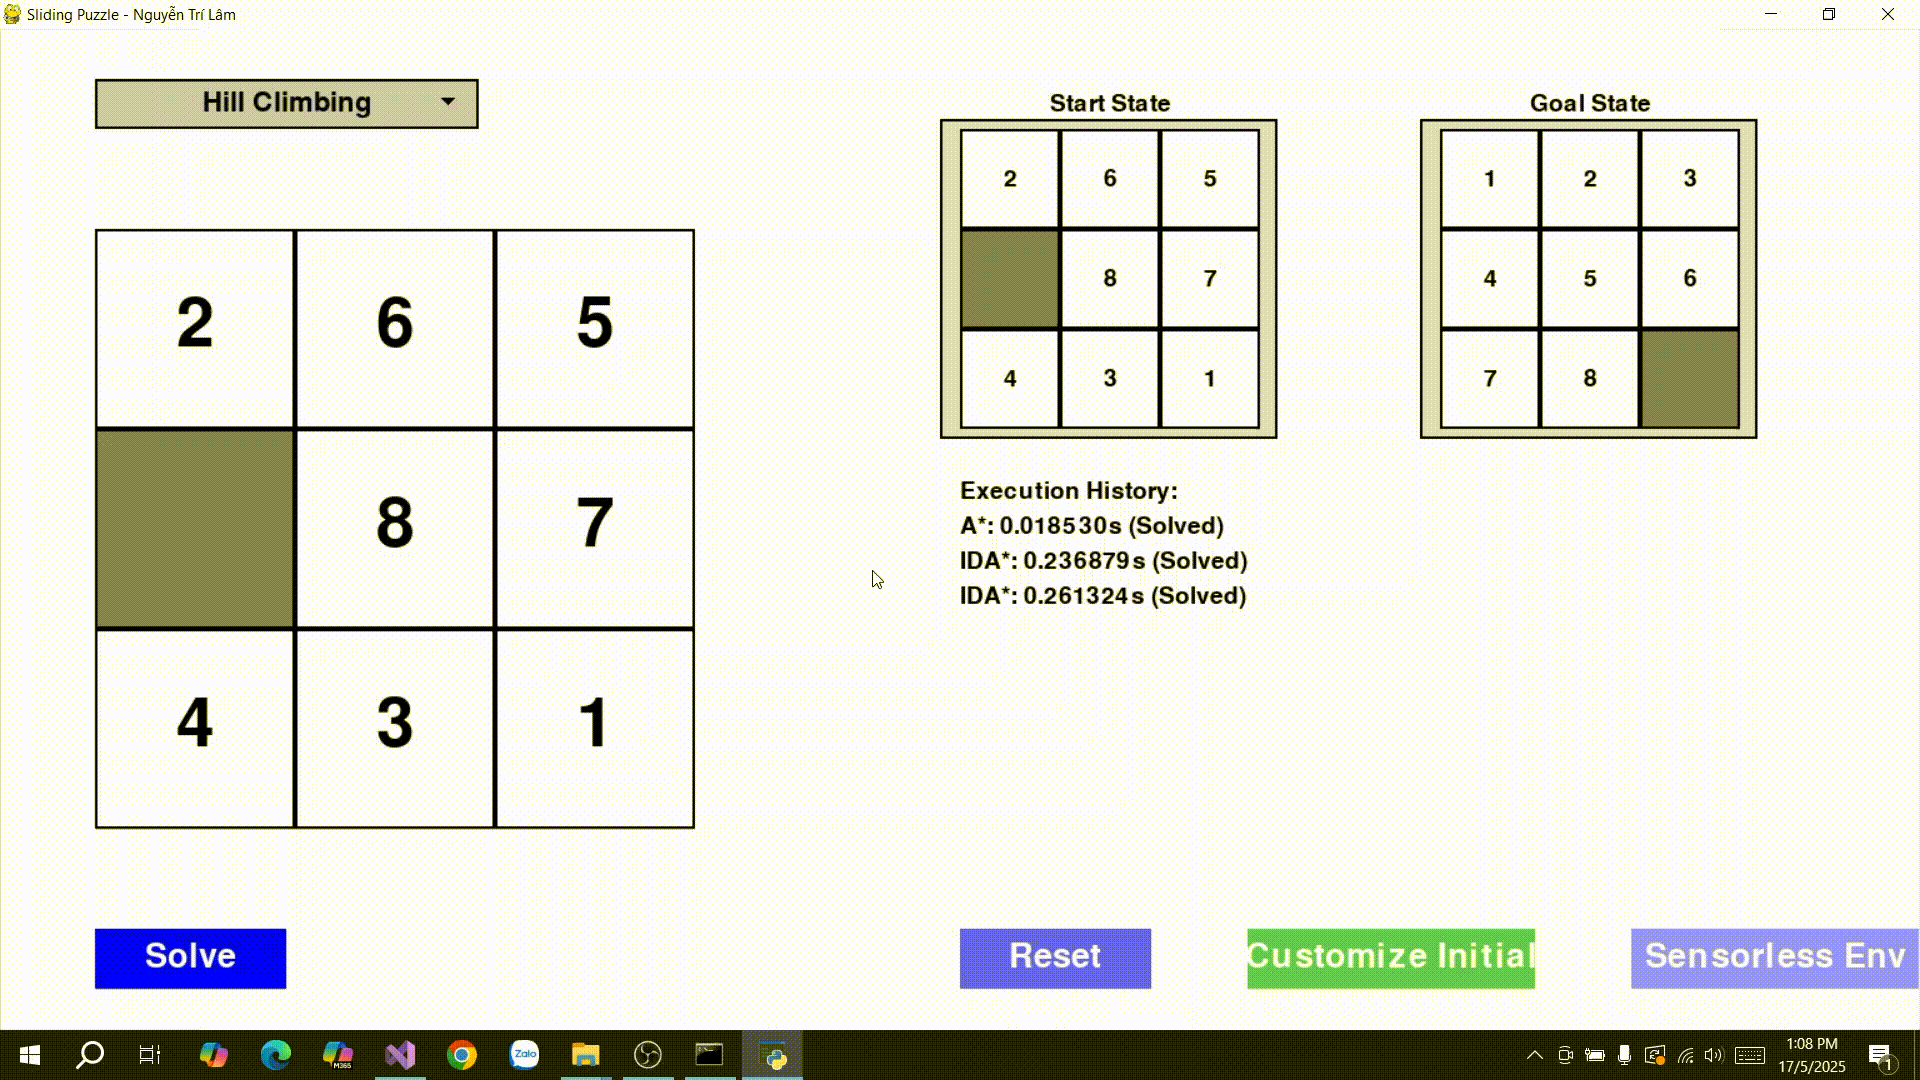 Sliding Puzzle - Nguyễn Trí Lâm
Hill Climbing
2 6 5
8 7
4 3 1
Start State
2 6 5
8 7
4 3 1
Goal State
1 2 3
4 5 6
7 8
Execution History:
A*: 0.018530s (Solved)
IDA*: 0.236879s (Solved)
IDA*: 0.261324s (Solved)
Solve
Reset
Customize Initial
Sensorless Env
M365
Zalo
1:08 PM
17/5/2025
1